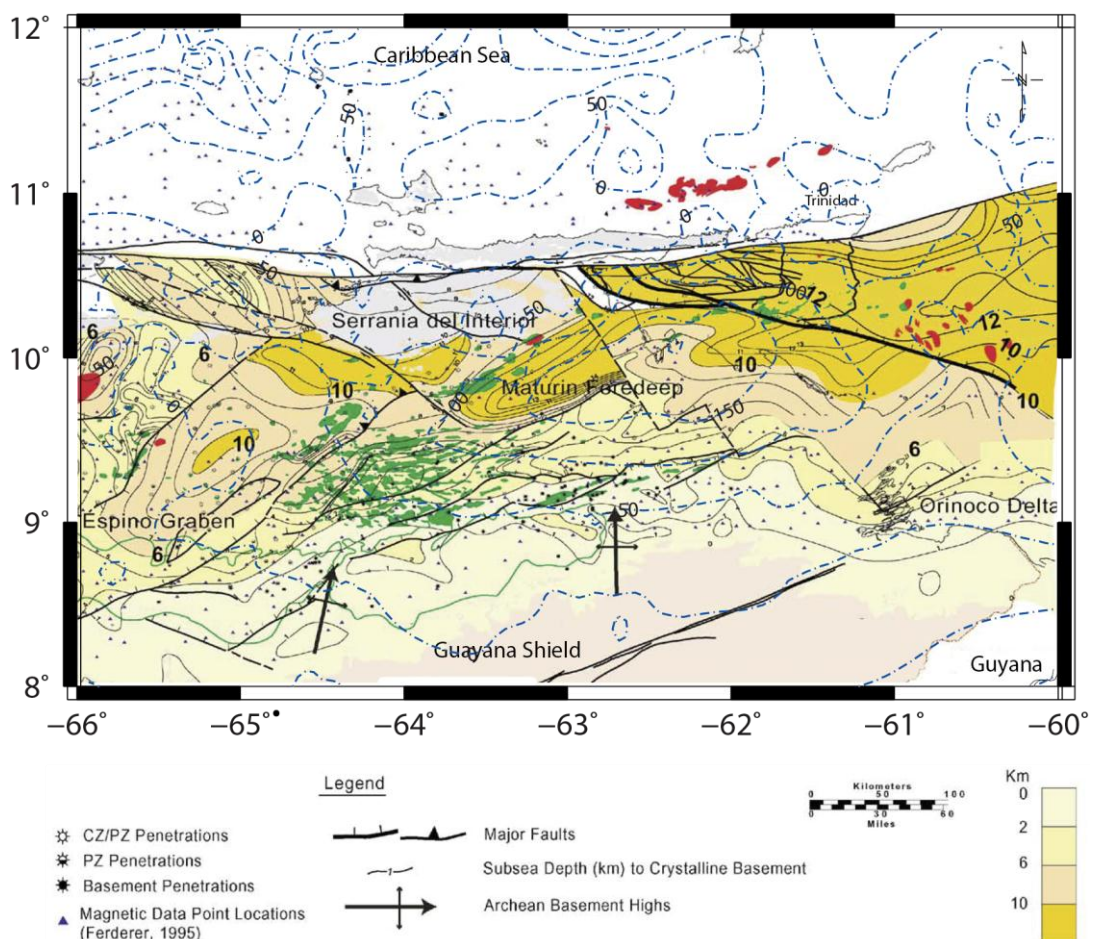 12°
Caribbean Sea
50
50
11°
0
0
Trinidad
0
0
50
50
100
12
50
Serrania del Interior
6
6
12
10°
50
10
10
10
Maturin Foredeep
10
0
150
10
6
9°
Espino Graben
50
Orinoco Delta
6
Guayana Shield
Guyana
8°
−66°
−65°
−64°
−63°
−62°
−61°
−60°
Legend
CZ/PZ Penetrations
PZ Penetrations
Basement Penetrations
Magnetic Data Point Locations
(Ferderer, 1995)
Major Faults
1
Subsea Depth (km) to Crystalline Basement
Archean Basement Highs
Kilometers
0 50 100
0 30 60
Miles
Km
0
2
6
10